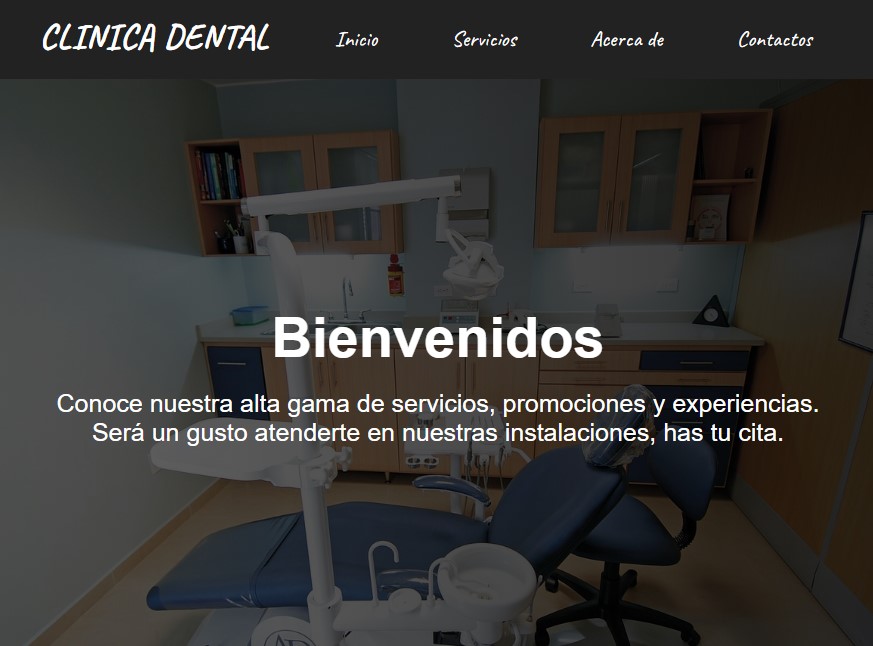 CLINICA DENTAL
Inicio
Servicios
Acerca de
Contactos
Bienvenidos
Conoce nuestra alta gama de servicios, promociones y experiencias.
Será un gusto atenderte en nuestras instalaciones, has tu cita.